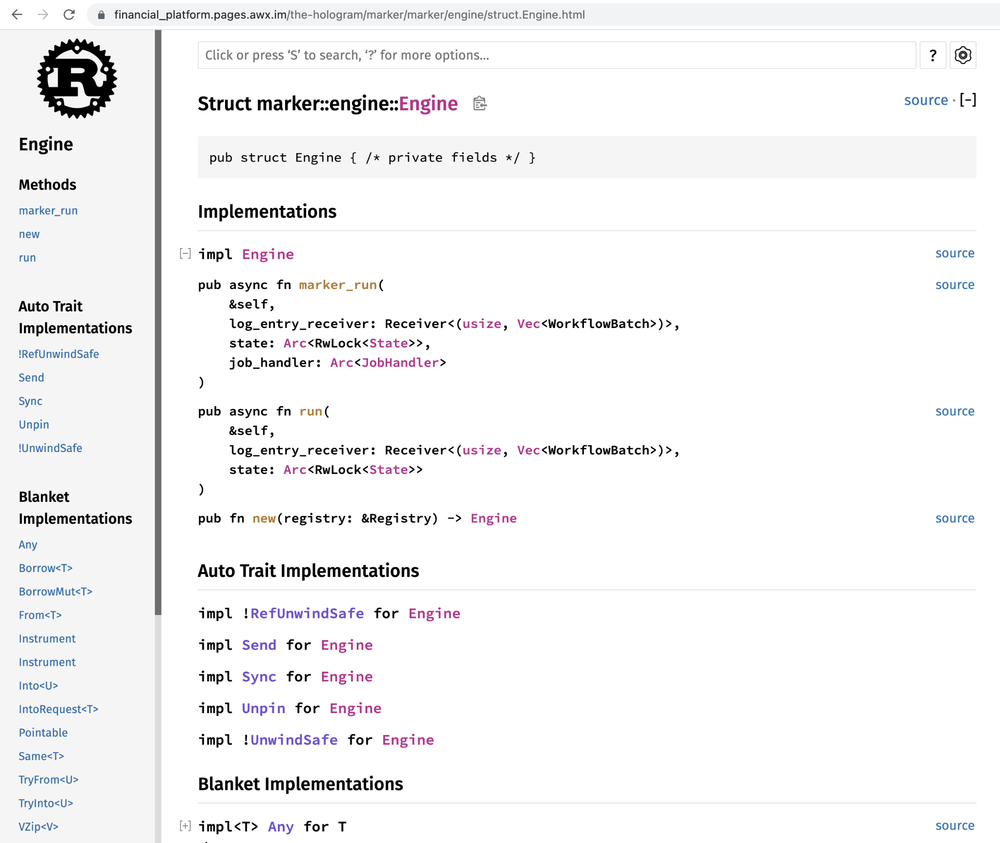 financial_platform.pages.awx.im/the-hologram/marker/marker/engine/struct.Engine.html
R
Engine
Methods
marker_run
new
run
Auto Trait
Implementations
!RefUnwindSafe
Send
Sync
Unpin
!UnwindSafe
Blanket
Implementations
Any
Borrow<T>
BorrowMut<T>
From<T>
Instrument
Instrument
Into<U>
IntoRequest<T>
Pointable
Same<T>
TryFrom<U>
TryInto<U>
VZip<V>
Click or press ‘S’ to search, ‘?’ for more options…
?
Struct marker::engine::Engine
source · [−]
pub struct Engine { /* private fields */ }
Implementations
[−] impl Engine source
pub async fn marker_run( source
&self,
log_entry_receiver: Receiver<(usize, Vec<WorkflowBatch>)>,
state: Arc<RwLock<State>>,
job_handler: Arc<JobHandler>
)
pub async fn run( source
&self,
log_entry_receiver: Receiver<(usize, Vec<WorkflowBatch>)>,
state: Arc<RwLock<State>>
)
pub fn new(registry: &Registry) -> Engine source
Auto Trait Implementations
impl !RefUnwindSafe for Engine
impl Send for Engine
impl Sync for Engine
impl Unpin for Engine
impl !UnwindSafe for Engine
Blanket Implementations
[+] impl<T> Any for T source